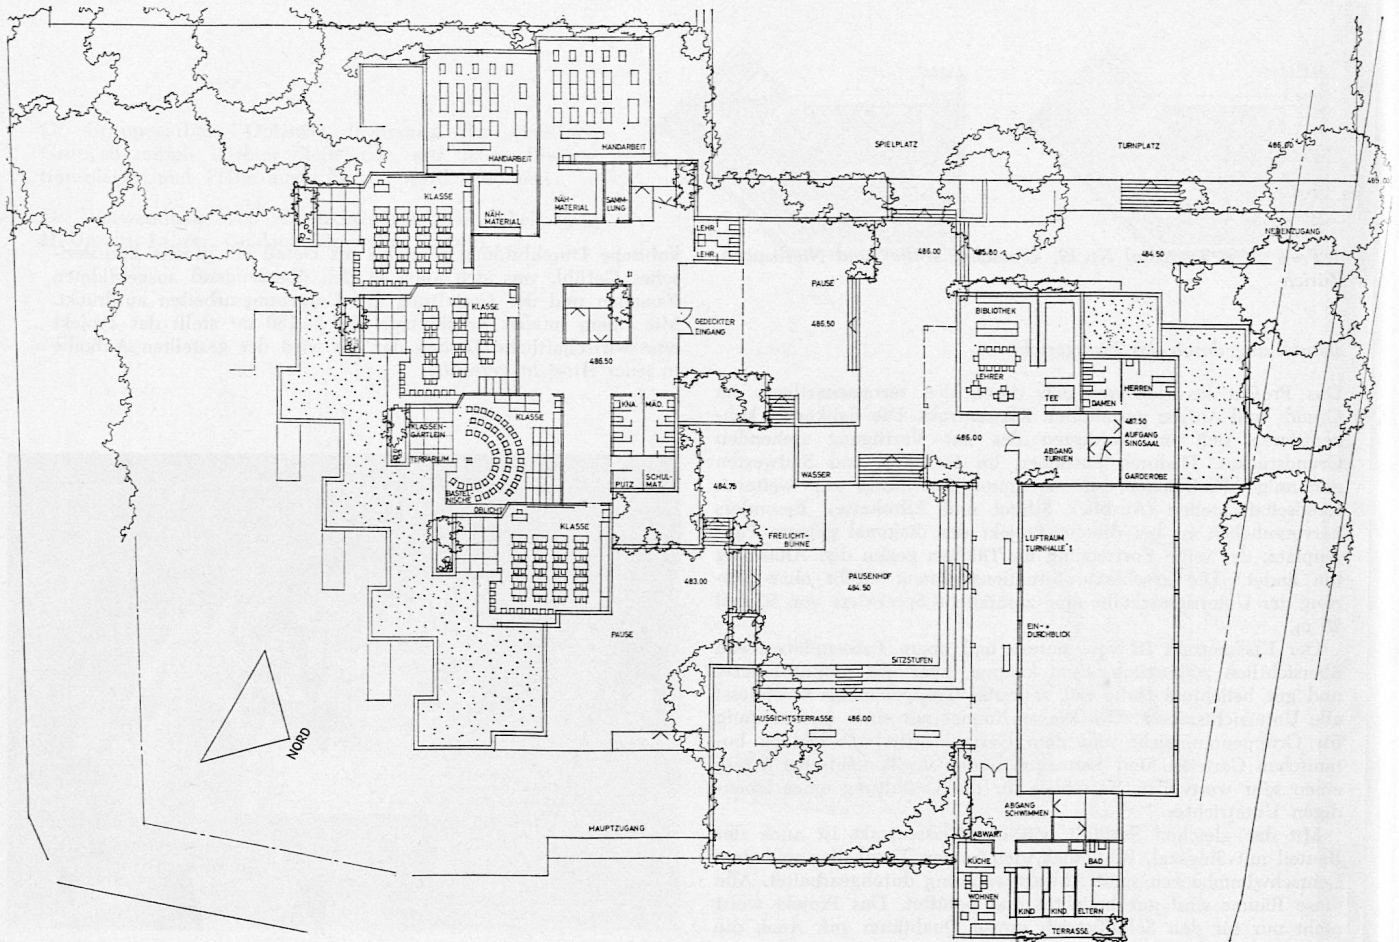 SPIELPLATZ
TURNPLATZ
486.00
485.00
NEBENZUGANG
HANDARBEIT
HANDARBEIT
KLASSE
NÄH-
MATERIAL
NÄH-
MATERIAL
SAMM-
LUNG
LEHR.
LEHR.
486.00
485.80
484.50
PAUSE
486.50
GEDECKTER
EINGANG
486.50
KLASSE
BIBLIOTHEK
LEHRER
TEE
DAMEN
HERREN
487.50
AUFGANG
SINGSAAL
ABGANG
TURNEN
GARDEROBE
486.00
KLASSE
KLASSEN-
GÄRTLEIN
TERRARIUM
BASTEL-
NISCHE
OBLICHT
KNA.
MÄD.
PUTZ
SCHUL-
MAT.
WASSER
484.75
KLASSE
FREILICHT-
BÜHNE
483.00
PAUSENHOF
484.50
LUFTRAUM
TURNHALLE 1
EIN- +
DURCHBLICK
PAUSE
SITZSTUFEN
AUSSICHTSTERRASSE
486.00
NORD
HAUPTZUGANG
ABGANG
SCHWIMMEN
ABWART
KÜCHE
BAD
WOHNEN
KIND
KIND
ELTERN
TERRASSE